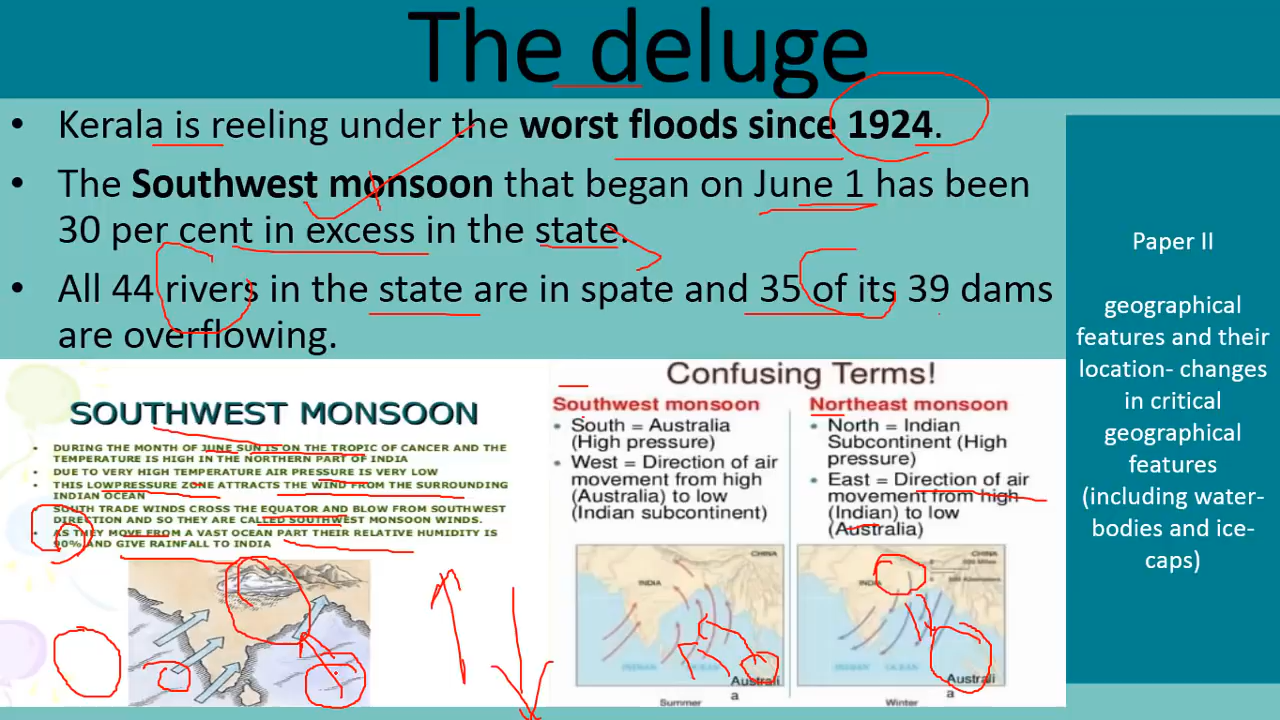 The deluge
• Kerala is reeling under the worst floods since 1924.
• The Southwest monsoon that began on June 1 has been
30 per cent in excess in the state.
• All 44 rivers in the state are in spate and 35 of its 39 dams
are overflowing.
Paper II
geographical
features and their
location- changes
in critical
geographical
features
(including water-
bodies and ice-
caps)
SOUTHWEST MONSOON
• DURING THE MONTH OF JUNE SUN IS ON THE TROPIC OF CANCER AND THE
TEMPERATURE IS HIGH IN THE NORTHERN PART OF INDIA
• DUE TO VERY HIGH TEMPERATURE AIR PRESSURE IS VERY LOW
• THIS LOWPRESSURE ZONE ATTRACTS THE WIND FROM THE SURROUNDING
INDIAN OCEAN
• SOUTH TRADE WINDS CROSS THE EQUATOR AND BLOW FROM SOUTHWEST
DIRECTION AND SO THEY ARE CALLED SOUTHWEST MONSOON WINDS.
• AS THEY MOVE FROM A VAST OCEAN PART THEIR RELATIVE HUMIDITY IS
90% AND GIVE RAINFALL TO INDIA
Confusing Terms!
Southwest monsoon
• South = Australia
(High pressure)
• West = Direction of air
movement from high
(Australia) to low
(Indian subcontinent)
Northeast monsoon
• North = Indian
Subcontinent (High
pressure)
• East = Direction of air
movement from high
(Indian) to low
(Australia)
CHINA
INDIA
INDIAN OCEAN
Australi
a
Summer
CHINA
INDIA
INDIAN OCEAN
Australi
a
Winter